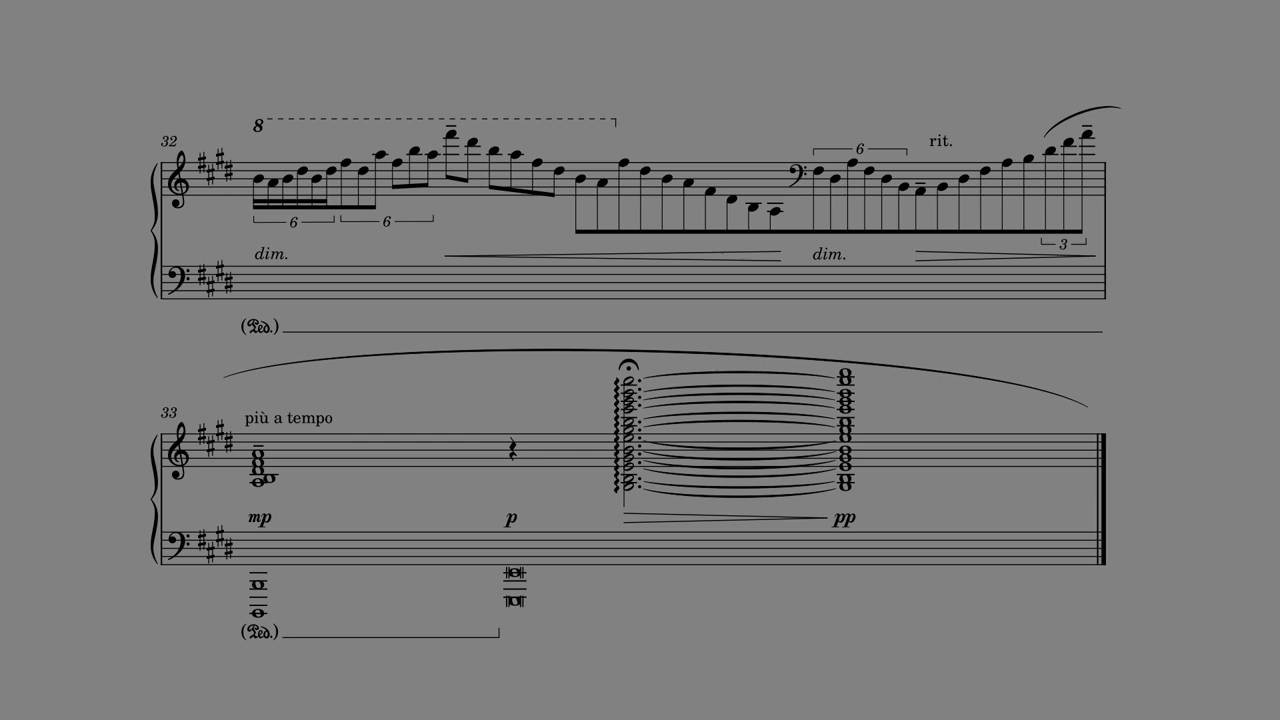 8
32
rit.
6
6
6
3
dim.
dim.
(Ped.)
33
più a tempo
mp
p
pp
(Ped.)